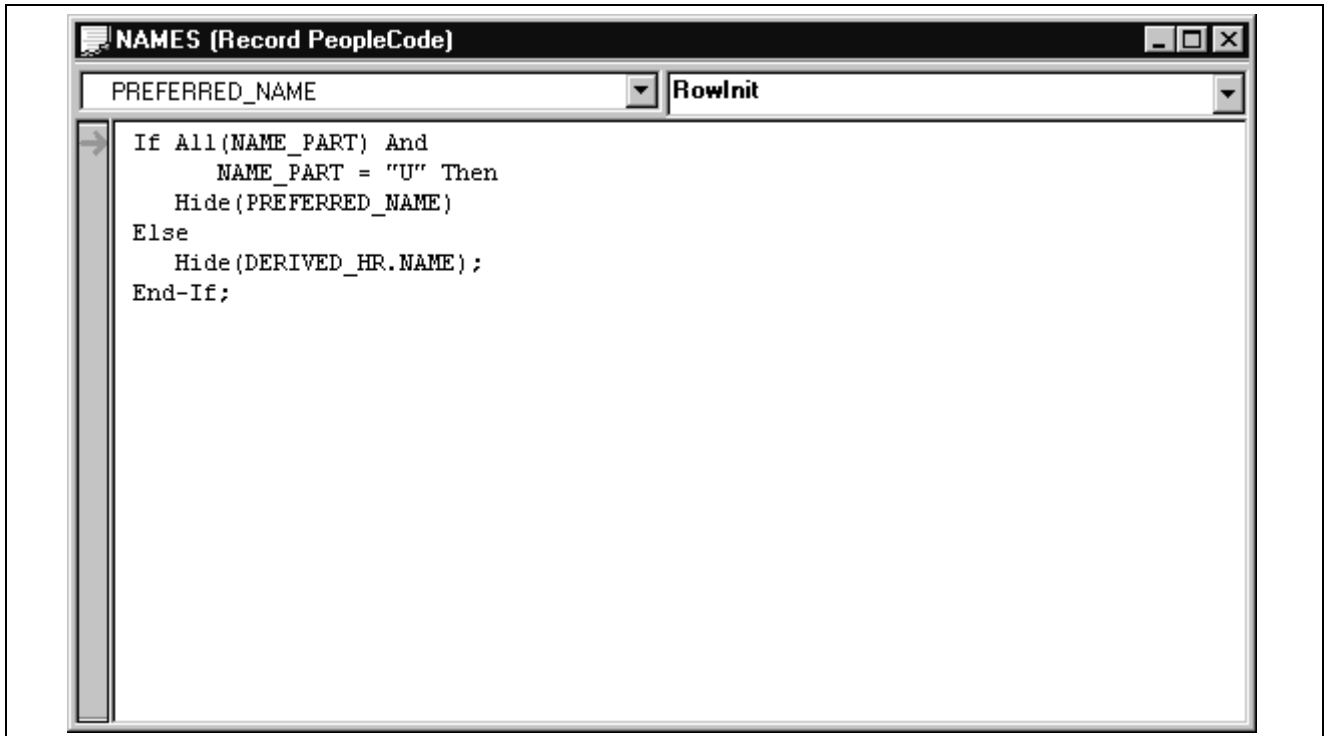 NAMES (Record PeopleCode)
PREFERRED_NAME RowInit
If All(NAME_PART) And
NAME_PART = "U" Then
Hide(PREFERRED_NAME)
Else
Hide(DERIVED_HR.NAME);
End-If;